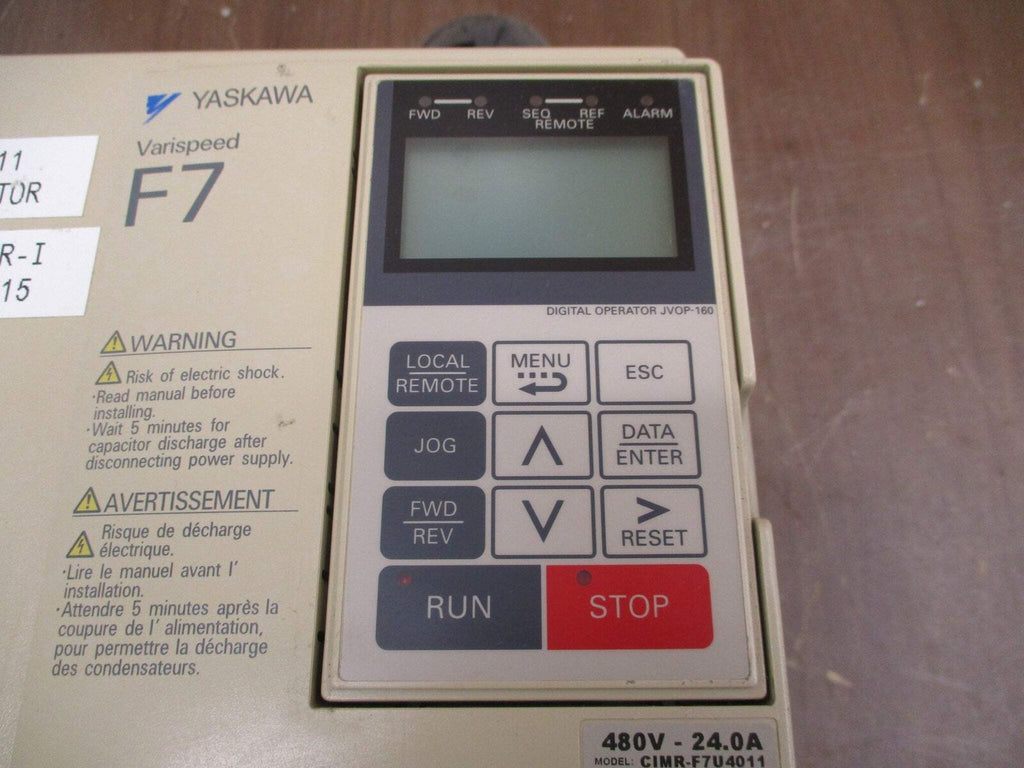 YASKAWA
Varispeed
F7
11
TOR
R-I
15
WARNING
Risk of electric shock.
·Read manual before
installing.
·Wait 5 minutes for
capacitor discharge after
disconnecting power supply.
AVERTISSEMENT
Risque de décharge
électrique.
·Lire le manuel avant l'
installation.
·Attendre 5 minutes après la
coupure de l' alimentation,
pour permettre la décharge
des condensateurs.
FWD REV SEQ REF ALARM
REMOTE
DIGITAL OPERATOR JVOP-160
LOCAL
REMOTE
MENU
ESC
JOG
DATA
ENTER
FWD
REV
>
RESET
RUN
STOP
480V - 24.0A
MODEL: CIMR-F7U4011